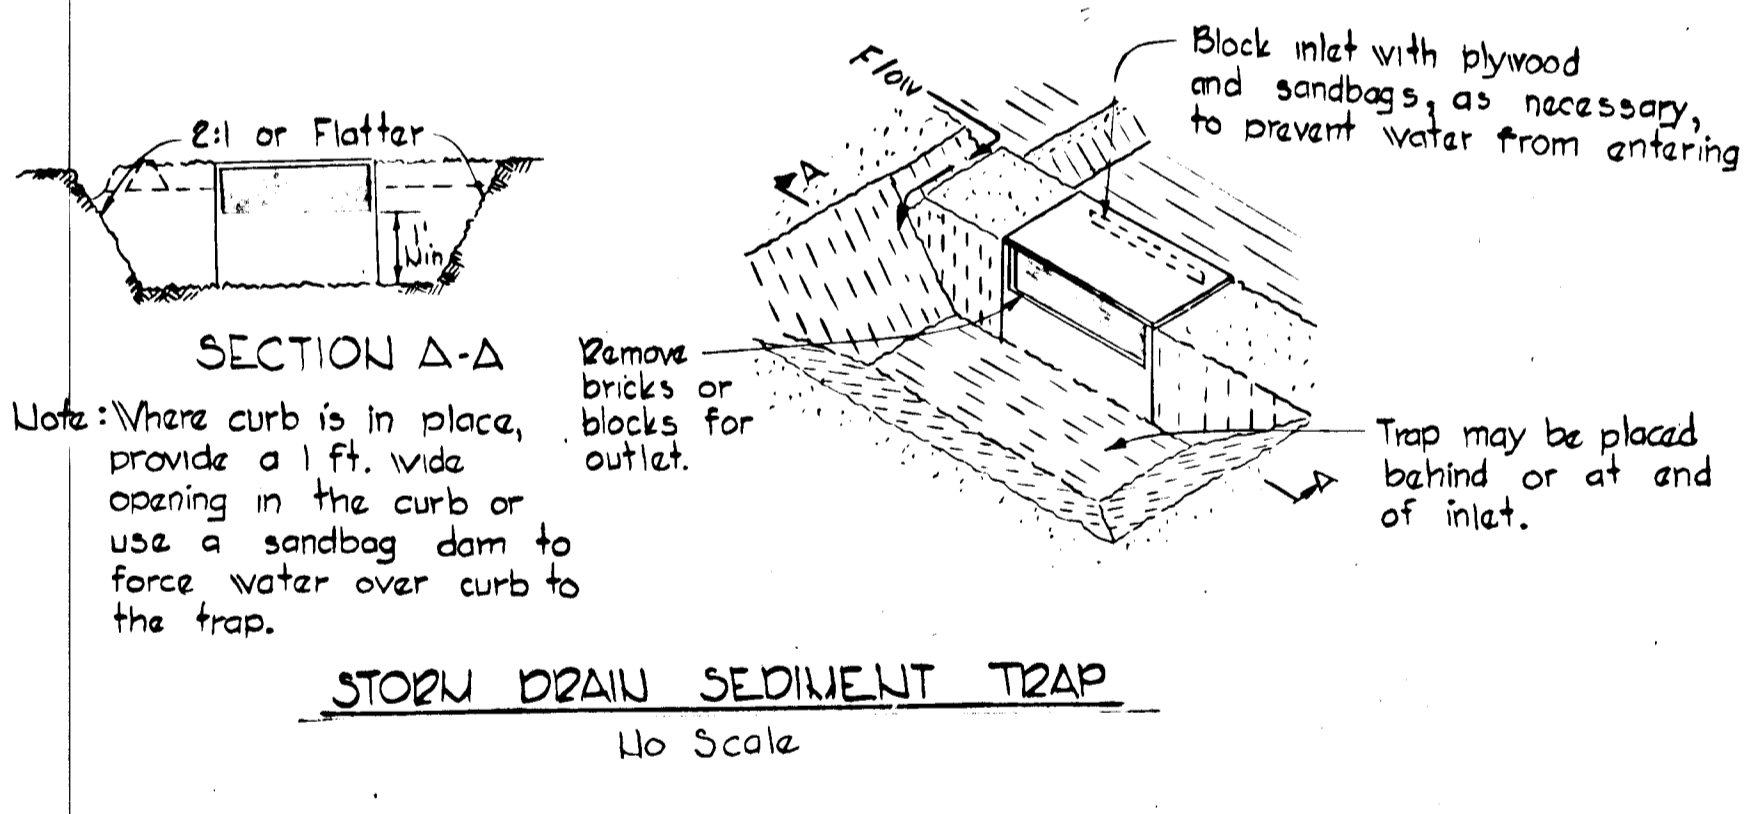 2:1 or Flatter
1'
Min
SECTION A-A
Note: Where curb is in place,
provide a 1 ft. wide
opening in the curb or
use a sandbag dam to
force water over curb to
the trap.
Flow
A
Block inlet with plywood
and sandbags, as necessary,
to prevent water from entering
Remove
bricks or
blocks for
outlet.
Trap may be placed
behind or at end
of inlet.
A
STORM DRAIN SEDIMENT TRAP
No Scale